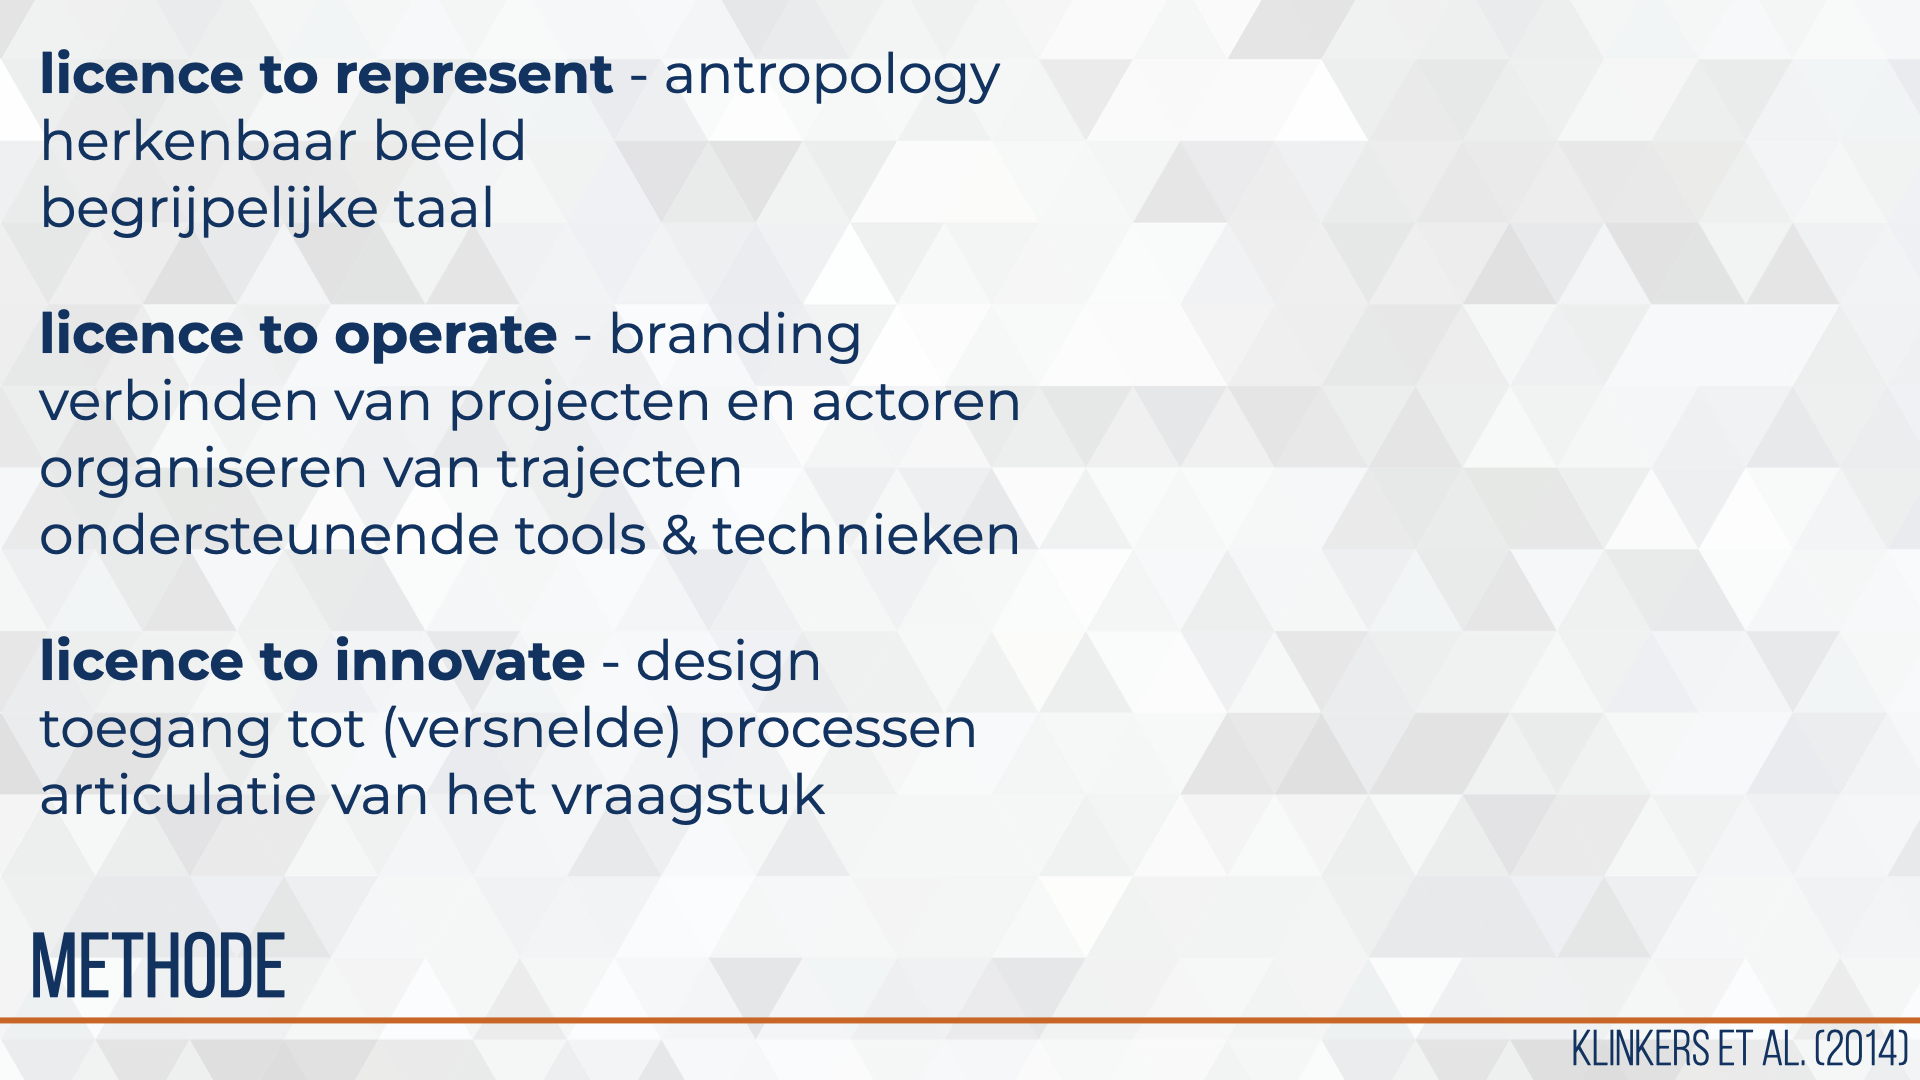 licence to represent - antropology
herkenbaar beeld
begrijpelijke taal
licence to operate - branding
verbinden van projecten en actoren
organiseren van trajecten
ondersteunende tools & technieken
licence to innovate - design
toegang tot (versnelde) processen
articulatie van het vraagstuk
METHODE
KLINKERS ET AL. (2014)